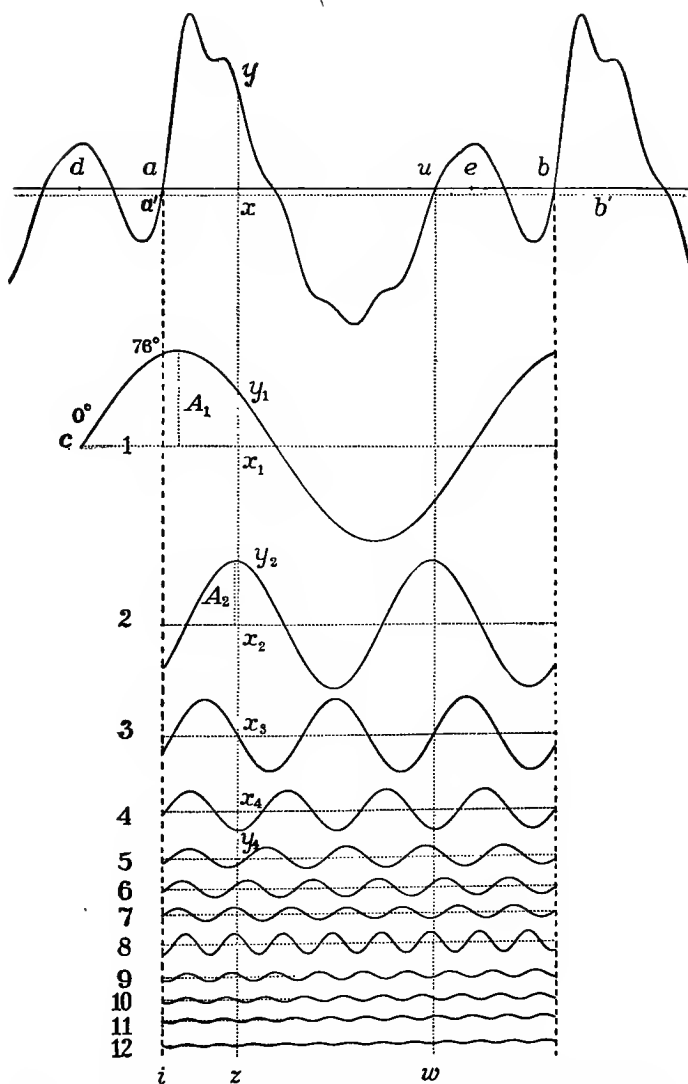 y
d a u e b
a' x b'
76°
y₁
0° A₁
c 1 x₁
y₂
A₂
2 x₂
3 x₃
x₄
4
y₄
5
6
7
8
9
10
11
12
i z w